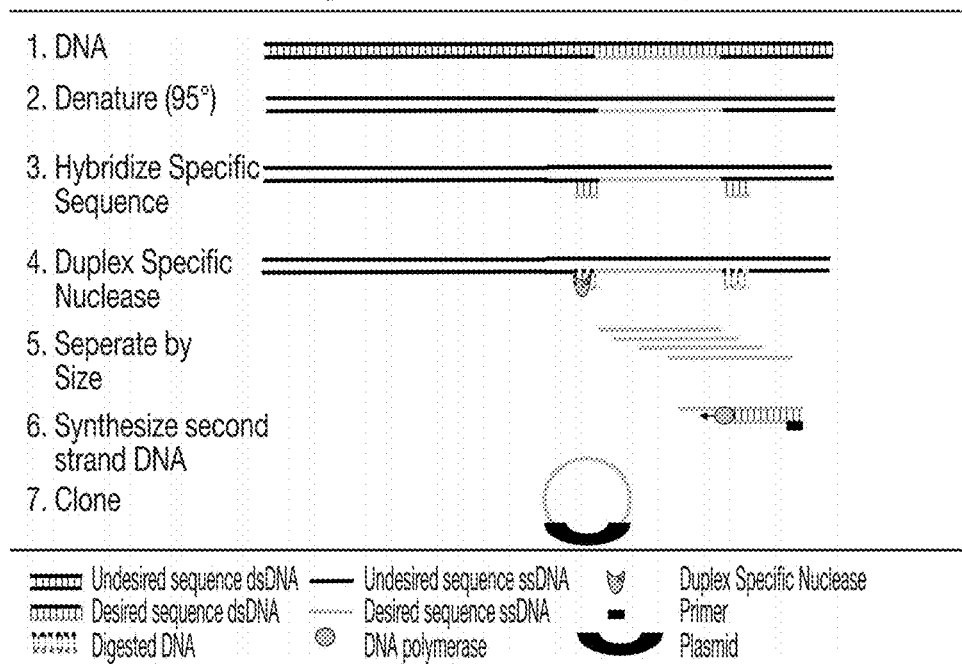 1. DNA
2. Denature (95°)
3. Hybridize Specific
Sequence
4. Duplex Specific
Nuclease
5. Seperate by
Size
6. Synthesize second
strand DNA
7. Clone
Undesired sequence dsDNA
Undesired sequence ssDNA
Duplex Specific Nuclease
Desired sequence dsDNA
Desired sequence ssDNA
Primer
Digested DNA
DNA polymerase
Plasmid